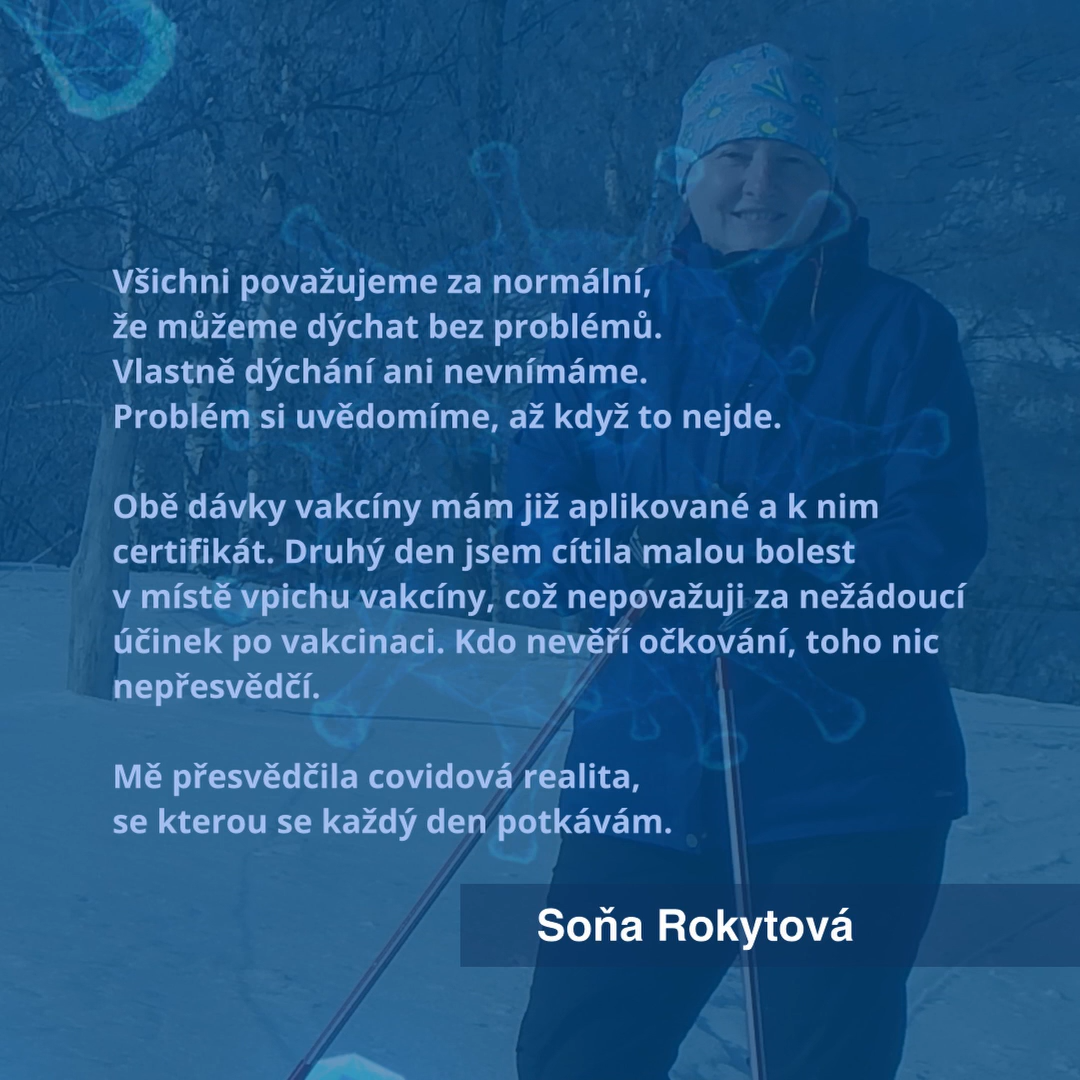 Všichni považujeme za normální,
že můžeme dýchat bez problémů.
Vlastně dýchání ani nevnímáme.
Problém si uvědomíme, až když to nejde.
Obě dávky vakcíny mám již aplikované a k nim
certifikát. Druhý den jsem cítila malou bolest
v místě vpichu vakcíny, což nepovažuji za nežádoucí
účinek po vakcinaci. Kdo nevěří očkování, toho nic
nepřesvědčí.
Mě přesvědčila covidová realita,
se kterou se každý den potkávám.
Soňa Rokytová